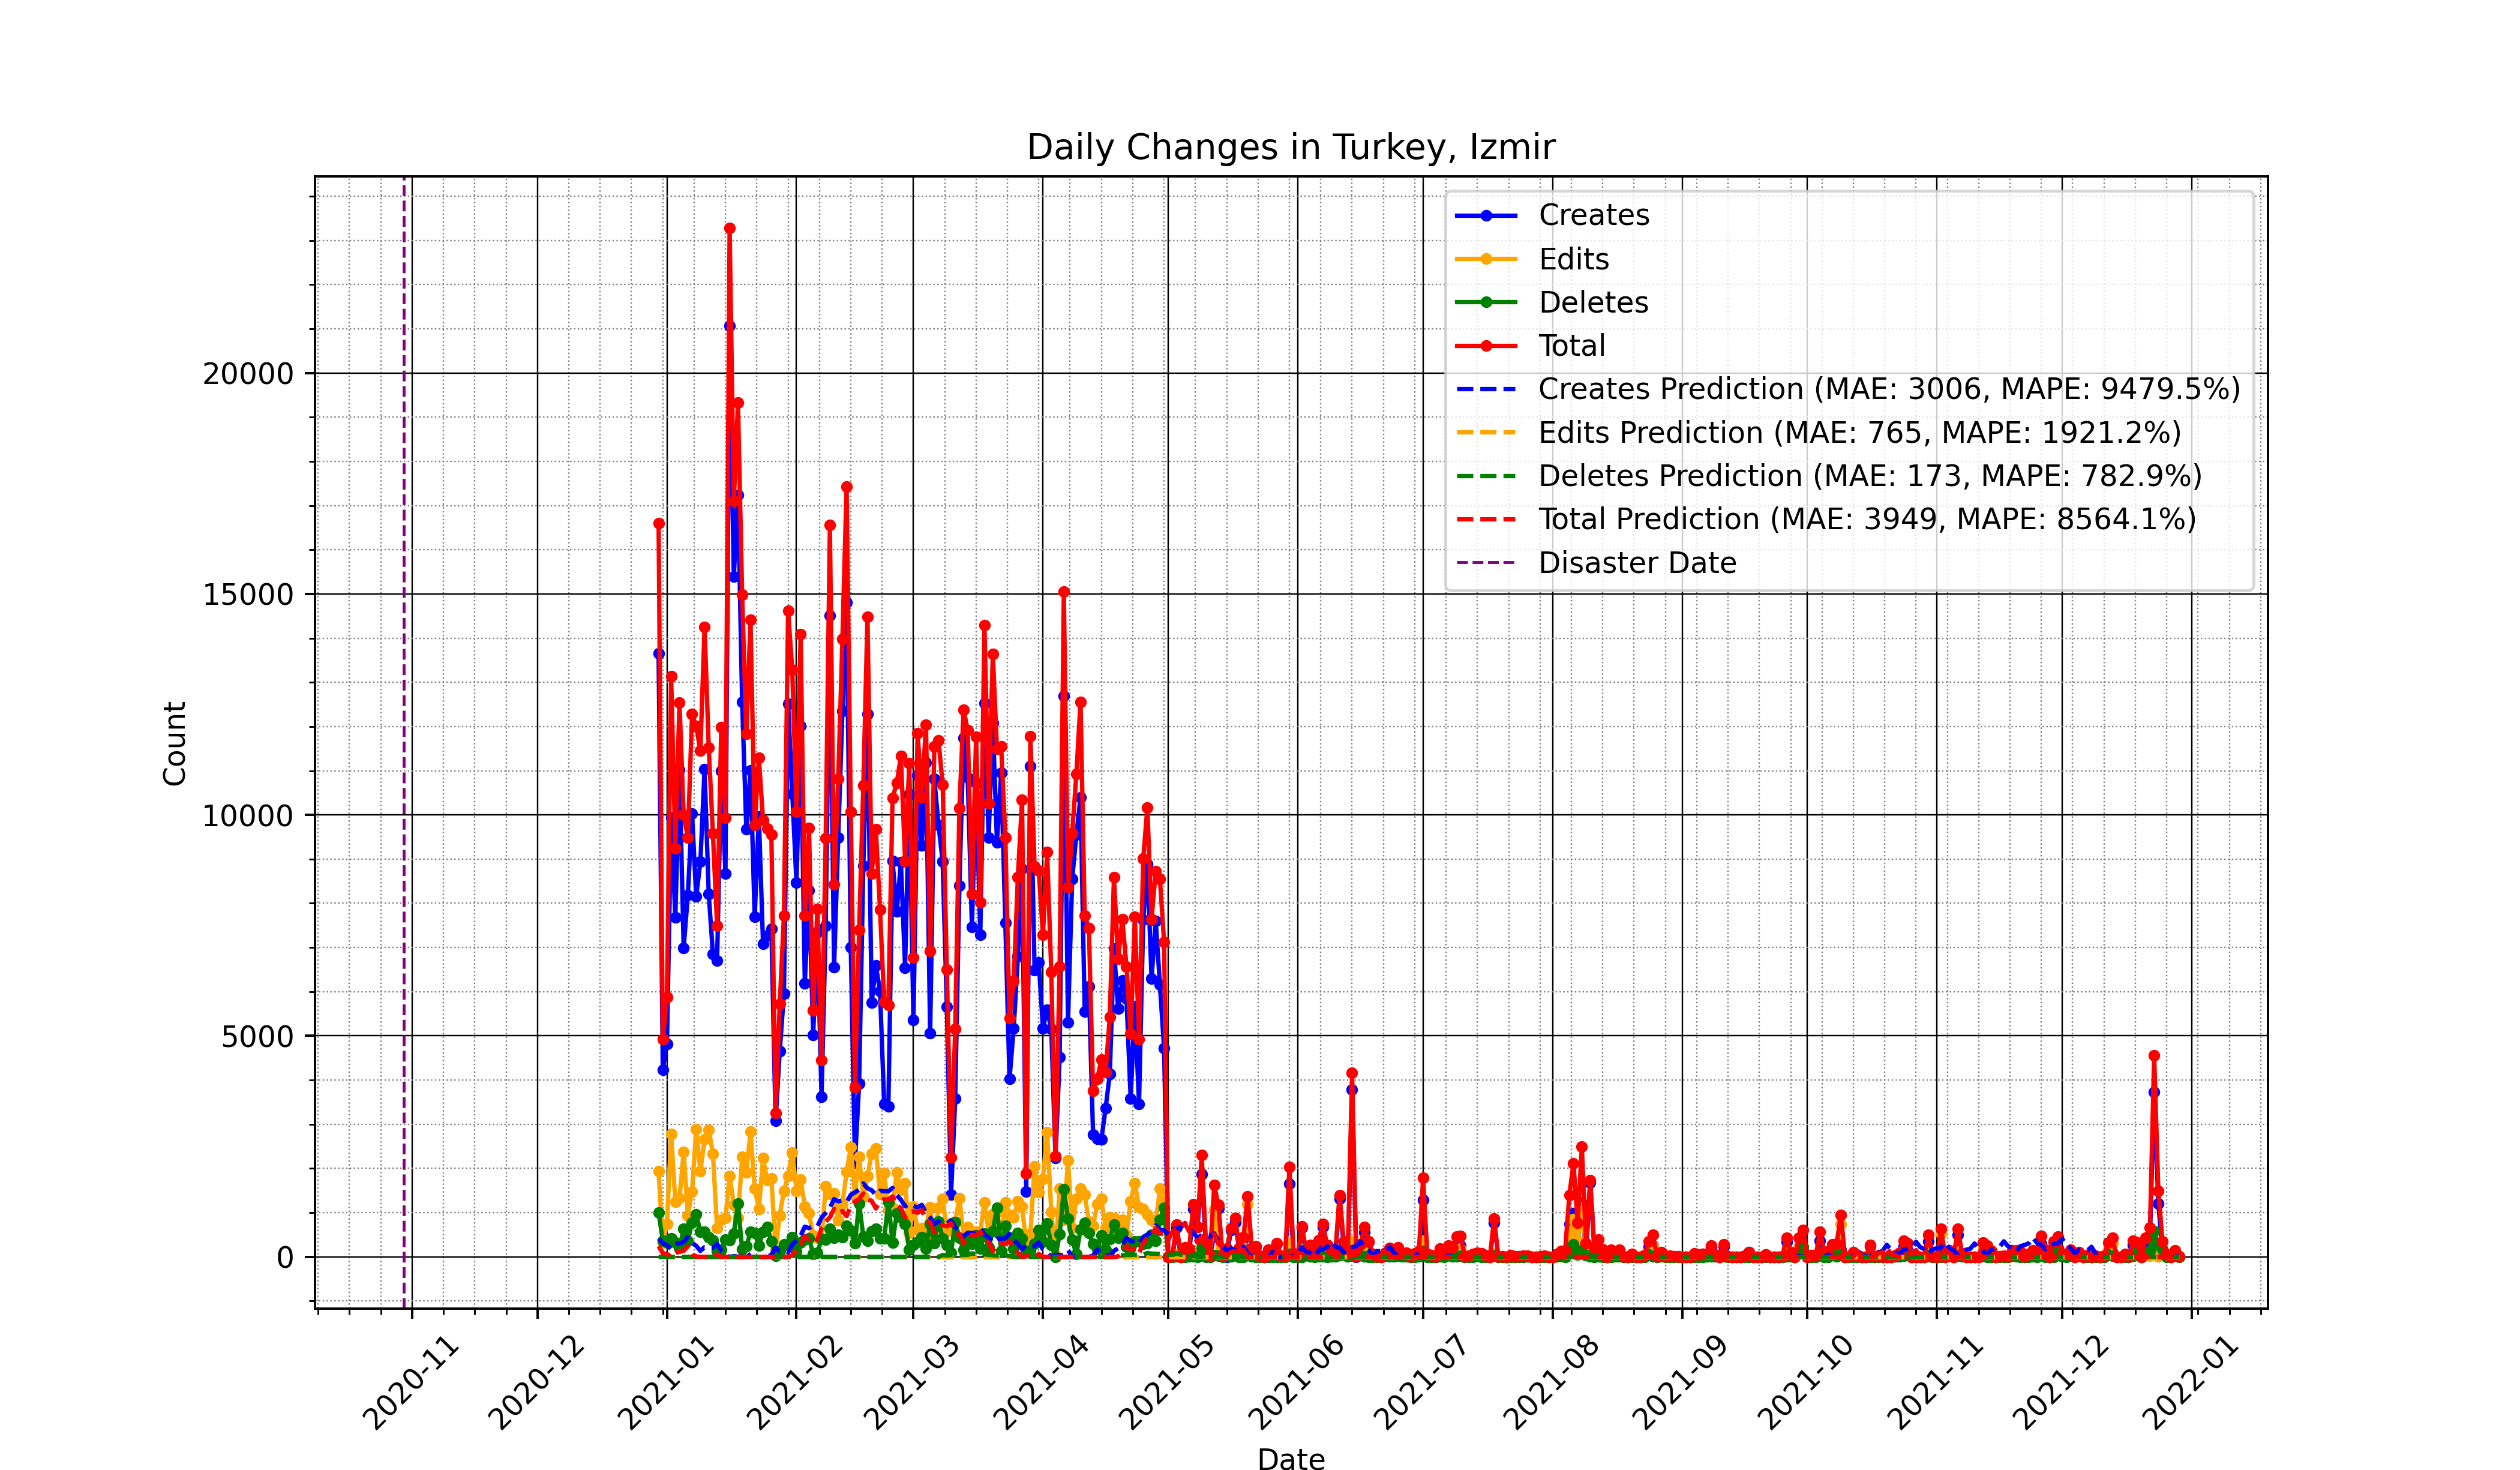 Daily Changes in Turkey, Izmir
Creates
Edits
Deletes
Total
Creates Prediction (MAE: 3006, MAPE: 9479.5%)
Edits Prediction (MAE: 765, MAPE: 1921.2%)
Deletes Prediction (MAE: 173, MAPE: 782.9%)
Total Prediction (MAE: 3949, MAPE: 8564.1%)
Disaster Date
20000
15000
10000
5000
0
Count
2020-11
2020-12
2021-01
2021-02
2021-03
2021-04
2021-05
2021-06
2021-07
2021-08
2021-09
2021-10
2021-11
2021-12
2022-01
Date